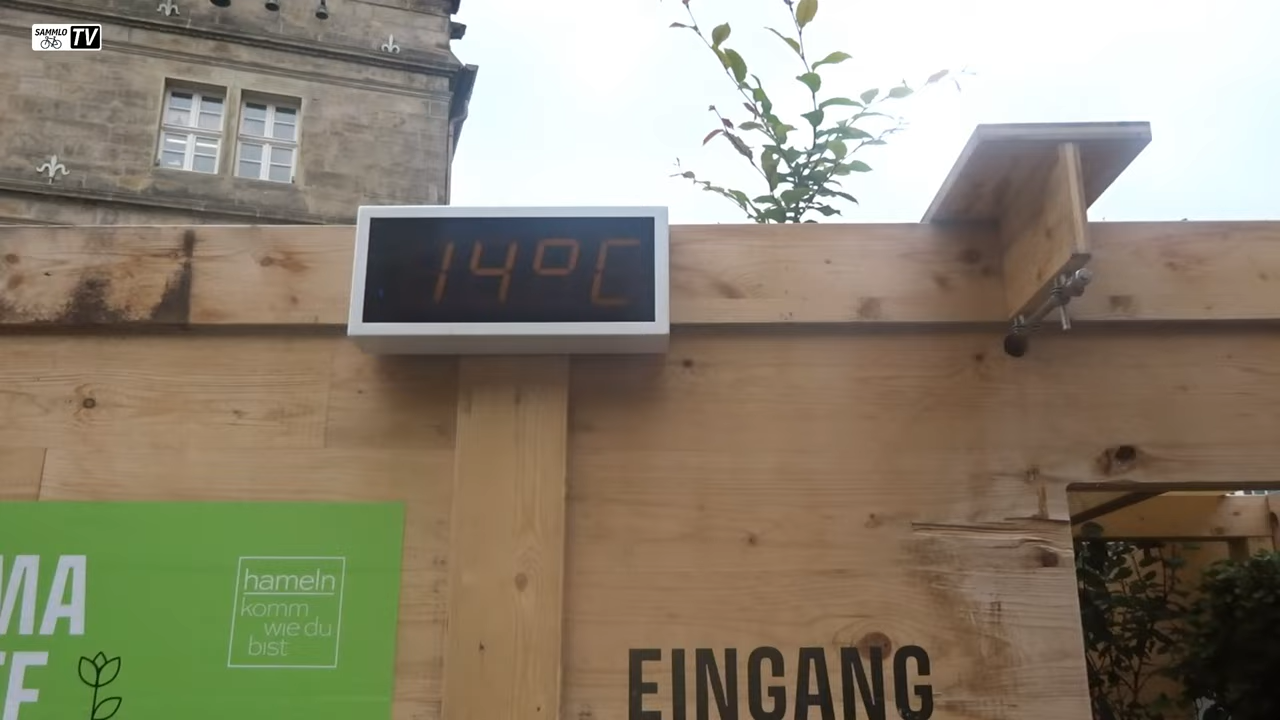 SAMMLO TV
14°C
MA
hameln
komm
wie du
bist
EINGANG